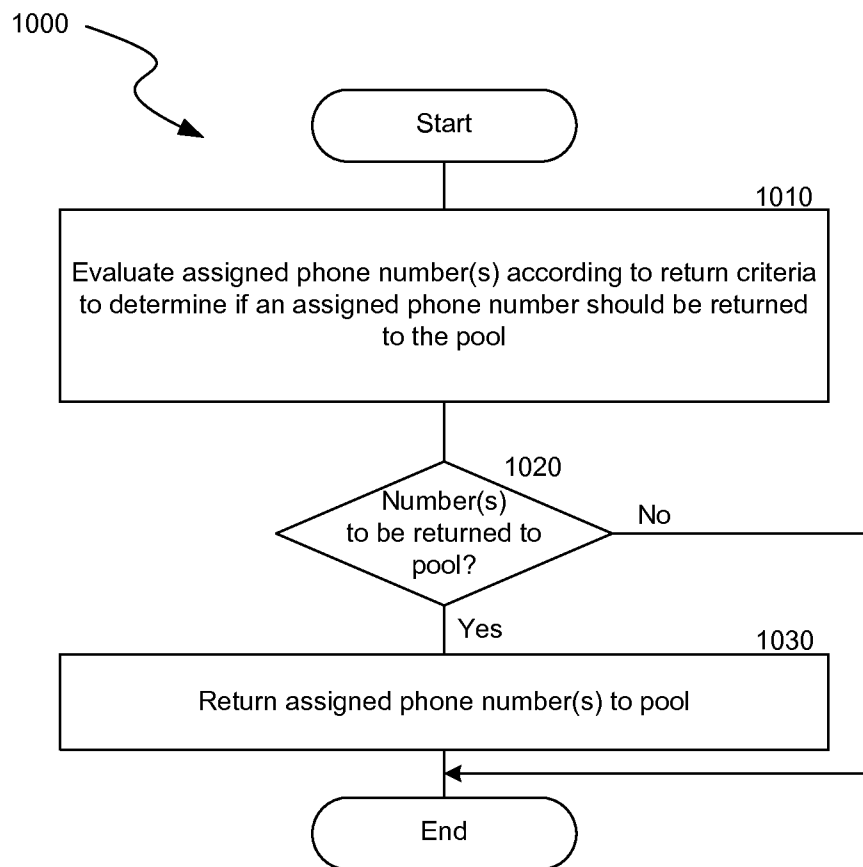 1000
Start
1010
Evaluate assigned phone number(s) according to return criteria
to determine if an assigned phone number should be returned
to the pool
1020
Number(s)
to be returned to
pool?
No
Yes
1030
Return assigned phone number(s) to pool
End